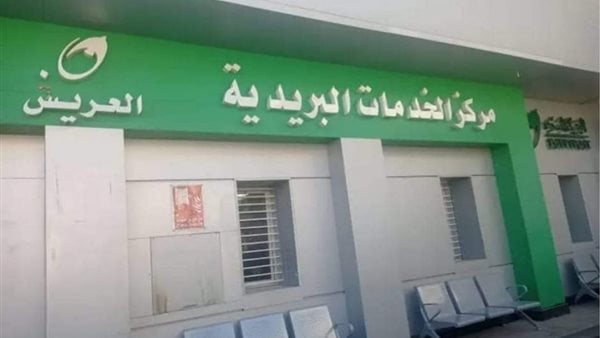 مركز الخدمات البريدية
العريش